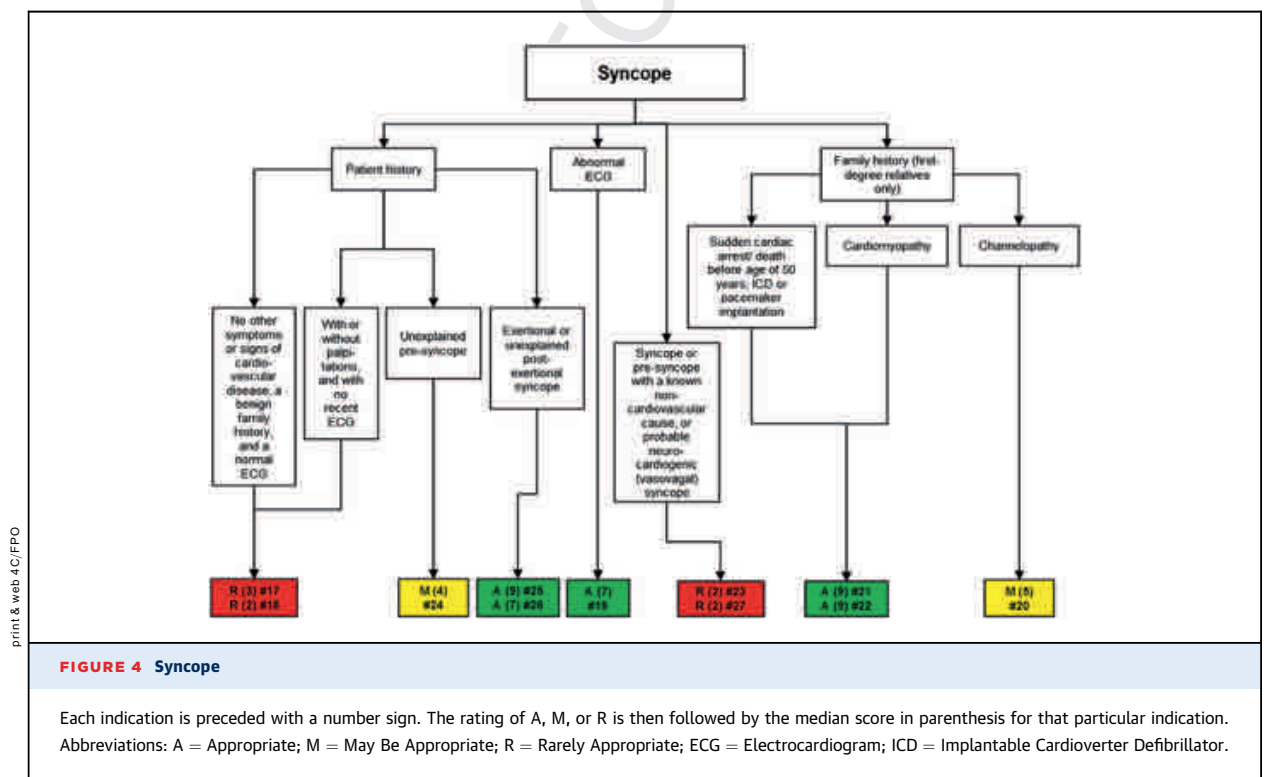 Syncope
Patient history
Abnormal
ECG
Family history (first-
degree relatives
only)
Sudden cardiac
arrest/ death
before age of 50
years, ICD or
pacemaker
implantation
Cardiomyopathy
Channelopathy
No other
symptoms
or signs of
cardio-
vascular
disease, a
benign
family
history,
and a
normal
ECG
With or
without
palpi-
tations,
and with
no
recent
ECG
Unexplained
pre-syncope
Exertional or
unexplained
post-
exertional
syncope
Syncope or
pre-syncope
with a known
non-
cardiovascular
cause, or
probable
neuro-
cardiogenic
(vasovagal)
syncope
R (3) #17
R (2) #18
M (4)
#24
A (9) #25
A (7) #26
A (7)
#19
R (2) #23
R (2) #27
A (9) #21
A (9) #22
M (5)
#20
print & web 4C/FPO
FIGURE 4 Syncope
Each indication is preceded with a number sign. The rating of A, M, or R is then followed by the median score in parenthesis for that particular indication.
Abbreviations: A = Appropriate; M = May Be Appropriate; R = Rarely Appropriate; ECG = Electrocardiogram; ICD = Implantable Cardioverter Defibrillator.